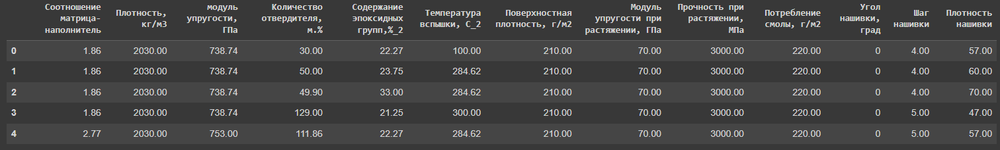 Соотношение матрица-наполнитель Плотность, кг/м3 модуль упругости, ГПа Количество отвердителя, м.% Содержание эпоксидных групп,%_2 Температура вспышки, С_2 Поверхностная плотность, г/м2 Модуль упругости при растяжении, ГПа Прочность при растяжении, МПа Потребление смолы, г/м2 Угол нашивки, град Шаг нашивки Плотность нашивки
0 1.86 2030.00 738.74 30.00 22.27 100.00 210.00 70.00 3000.00 220.00 0 4.00 57.00
1 1.86 2030.00 738.74 50.00 23.75 284.62 210.00 70.00 3000.00 220.00 0 4.00 60.00
2 1.86 2030.00 738.74 49.90 33.00 284.62 210.00 70.00 3000.00 220.00 0 4.00 70.00
3 1.86 2030.00 738.74 129.00 21.25 300.00 210.00 70.00 3000.00 220.00 0 5.00 47.00
4 2.77 2030.00 753.00 111.86 22.27 284.62 210.00 70.00 3000.00 220.00 0 5.00 57.00